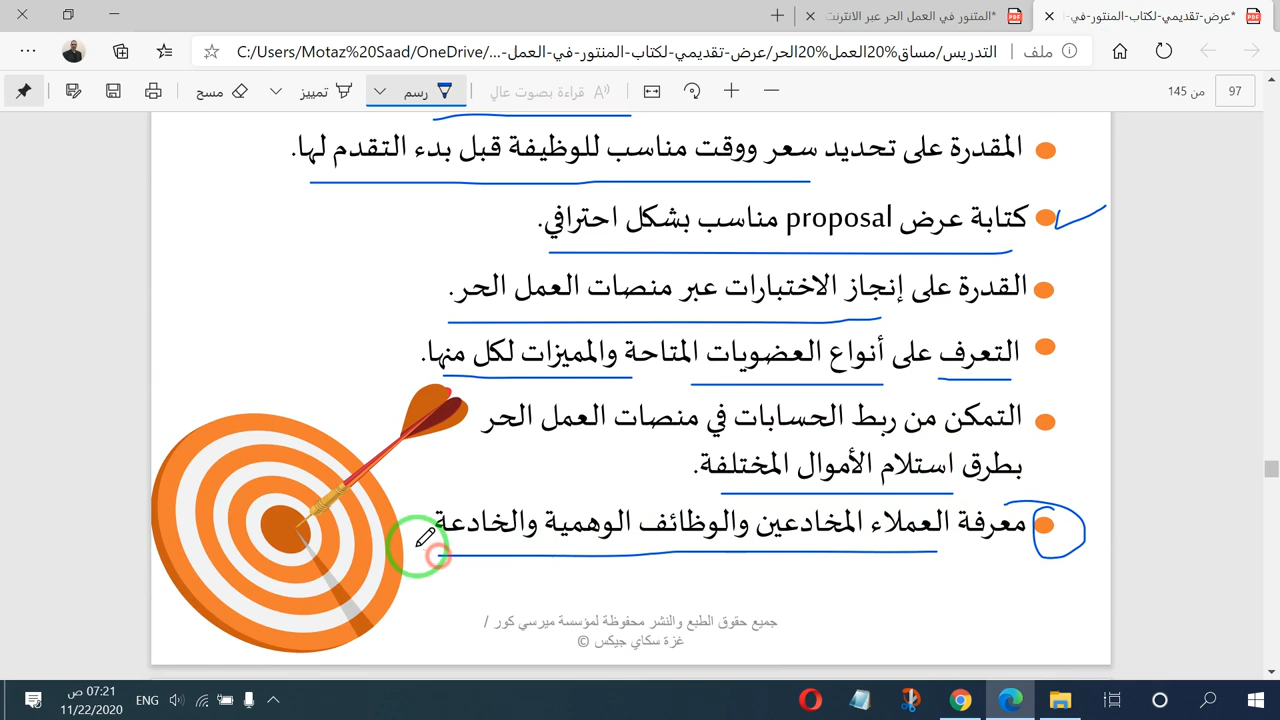 *المتنور في العمل الحر عبر الانترنت
*عرض-تقديمي-لكتاب-المنتور-في-ا
C:/Users/Motaz%20Saad/OneDrive/التدريس/مساق%20العمل%20الحر/عرض-تقديمي-لكتاب-المنتور-في-العمل-...
ملف
مسح
تمييز
رسم
قراءة بصوت عالٍ
97
من 145
المقدرة على تحديد سعر ووقت مناسب للوظيفة قبل بدء التقدم لها.
كتابة عرض proposal مناسب بشكل احترافي.
القدرة على إنجاز الاختبارات عبر منصات العمل الحر.
التعرف على أنواع العضويات المتاحة والمميزات لكل منها.
التمكن من ربط الحسابات في منصات العمل الحر
بطرق استلام الأموال المختلفة.
معرفة العملاء المخادعين والوظائف الوهمية والخادعة
جميع حقوق الطبع والنشر محفوظة لمؤسسة ميرسي كور /
غزة سكاي جيكس ©
07:21 ص
11/22/2020
ENG